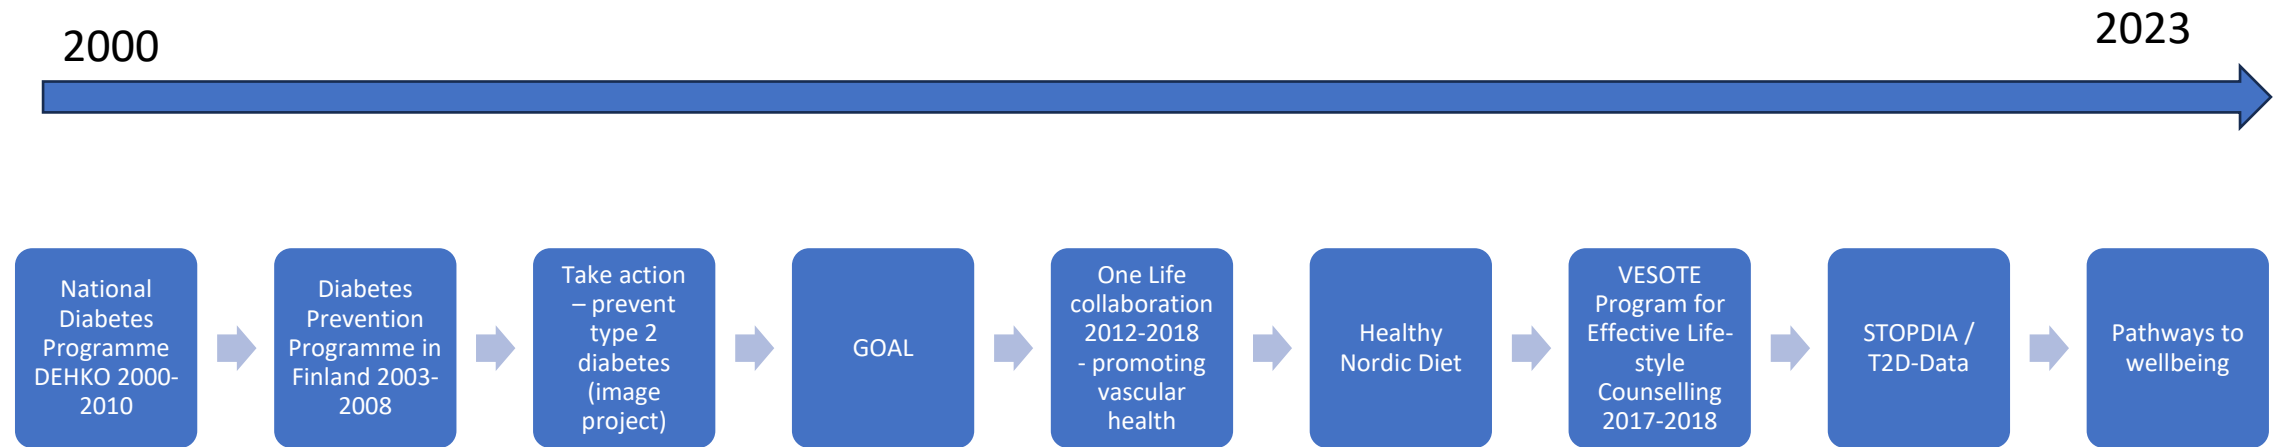 2000
2023
National
Diabetes
Programme
DEHKO 2000-
2010
Diabetes
Prevention
Programme in
Finland 2003-
2008
Take action
– prevent
type 2
diabetes
(image
project)
GOAL
One Life
collaboration
2012-2018
- promoting
vascular
health
Healthy
Nordic Diet
VESOTE
Program for
Effective Life-
style
Counselling
2017-2018
STOPDIA /
T2D-Data
Pathways to
wellbeing